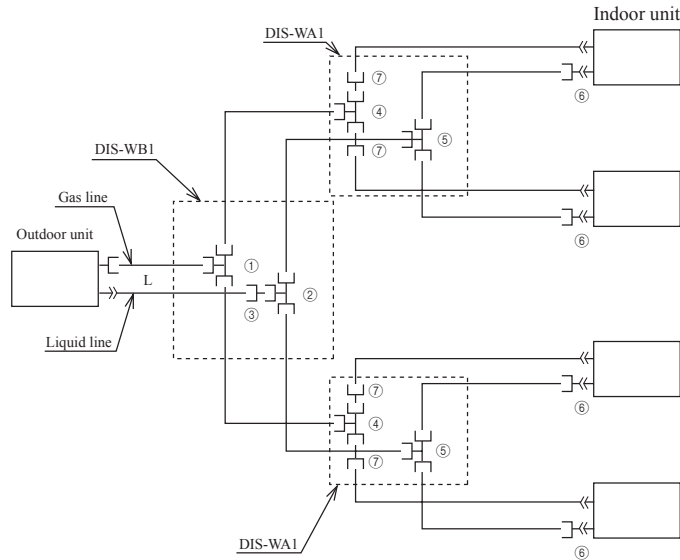 Indoor unit
DIS-WA1
⑦
⑥
④
⑤
⑦
DIS-WB1
Gas line
Outdoor unit
⑥
①
L
②
③
Liquid line
⑦
⑥
④
⑤
⑦
DIS-WA1
⑥